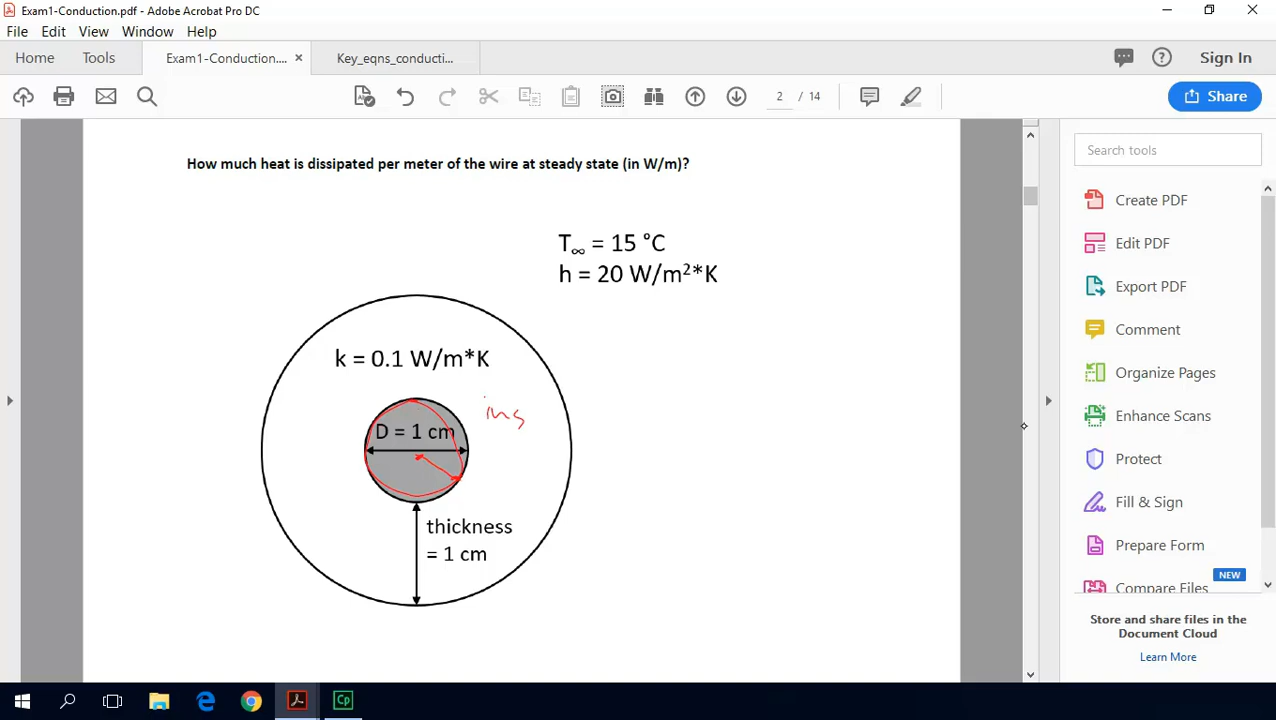 Exam1-Conduction.pdf - Adobe Acrobat Pro DC
File Edit View Window Help
Home Tools Exam1-Conduction.... × Key_eqns_conducti... Sign In
2 / 14 Share
How much heat is dissipated per meter of the wire at steady state (in W/m)?
T∞ = 15 °C
h = 20 W/m²*K
k = 0.1 W/m*K
ins
D = 1 cm
thickness
= 1 cm
Search tools
Create PDF
Edit PDF
Export PDF
Comment
Organize Pages
Enhance Scans
Protect
Fill & Sign
Prepare Form
NEW
Compare Files
Store and share files in the
Document Cloud
Learn More
Cp